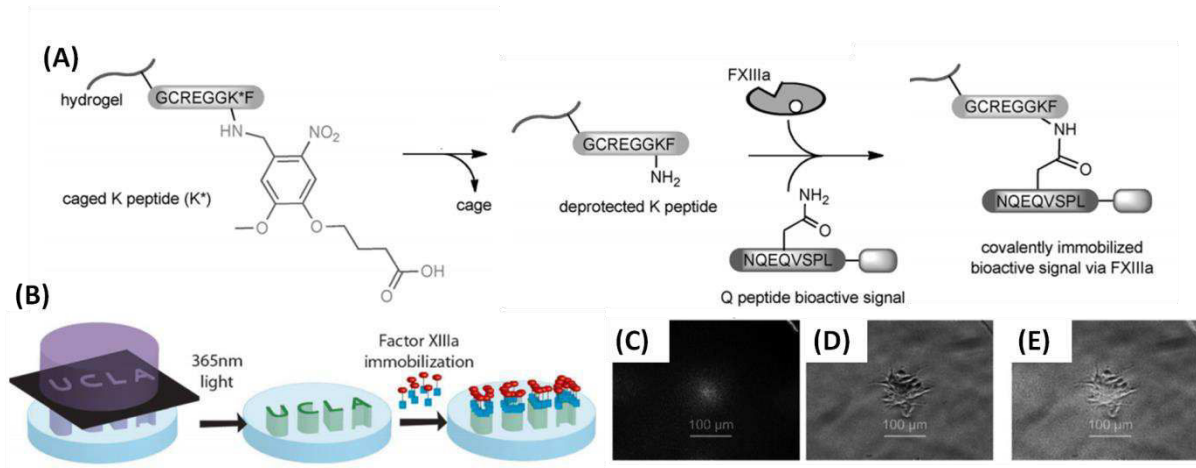 (A)
hydrogel
GCREGGK*F
HN
NO₂
O
O
OH
O
caged K peptide (K*)
cage
GCREGGKF
NH₂
deprotected K peptide
FXIIIa
NH₂
O
NQEQVSPL
Q peptide bioactive signal
GCREGGKF
NH
O
NQEQVSPL
covalently immobilized
bioactive signal via FXIIIa
(B)
UCLA
UCLA
365nm
light
UCLA
Factor XIIIa
immobilization
UCLA
(C)
100 µm
(D)
100 µm
(E)
100 µm